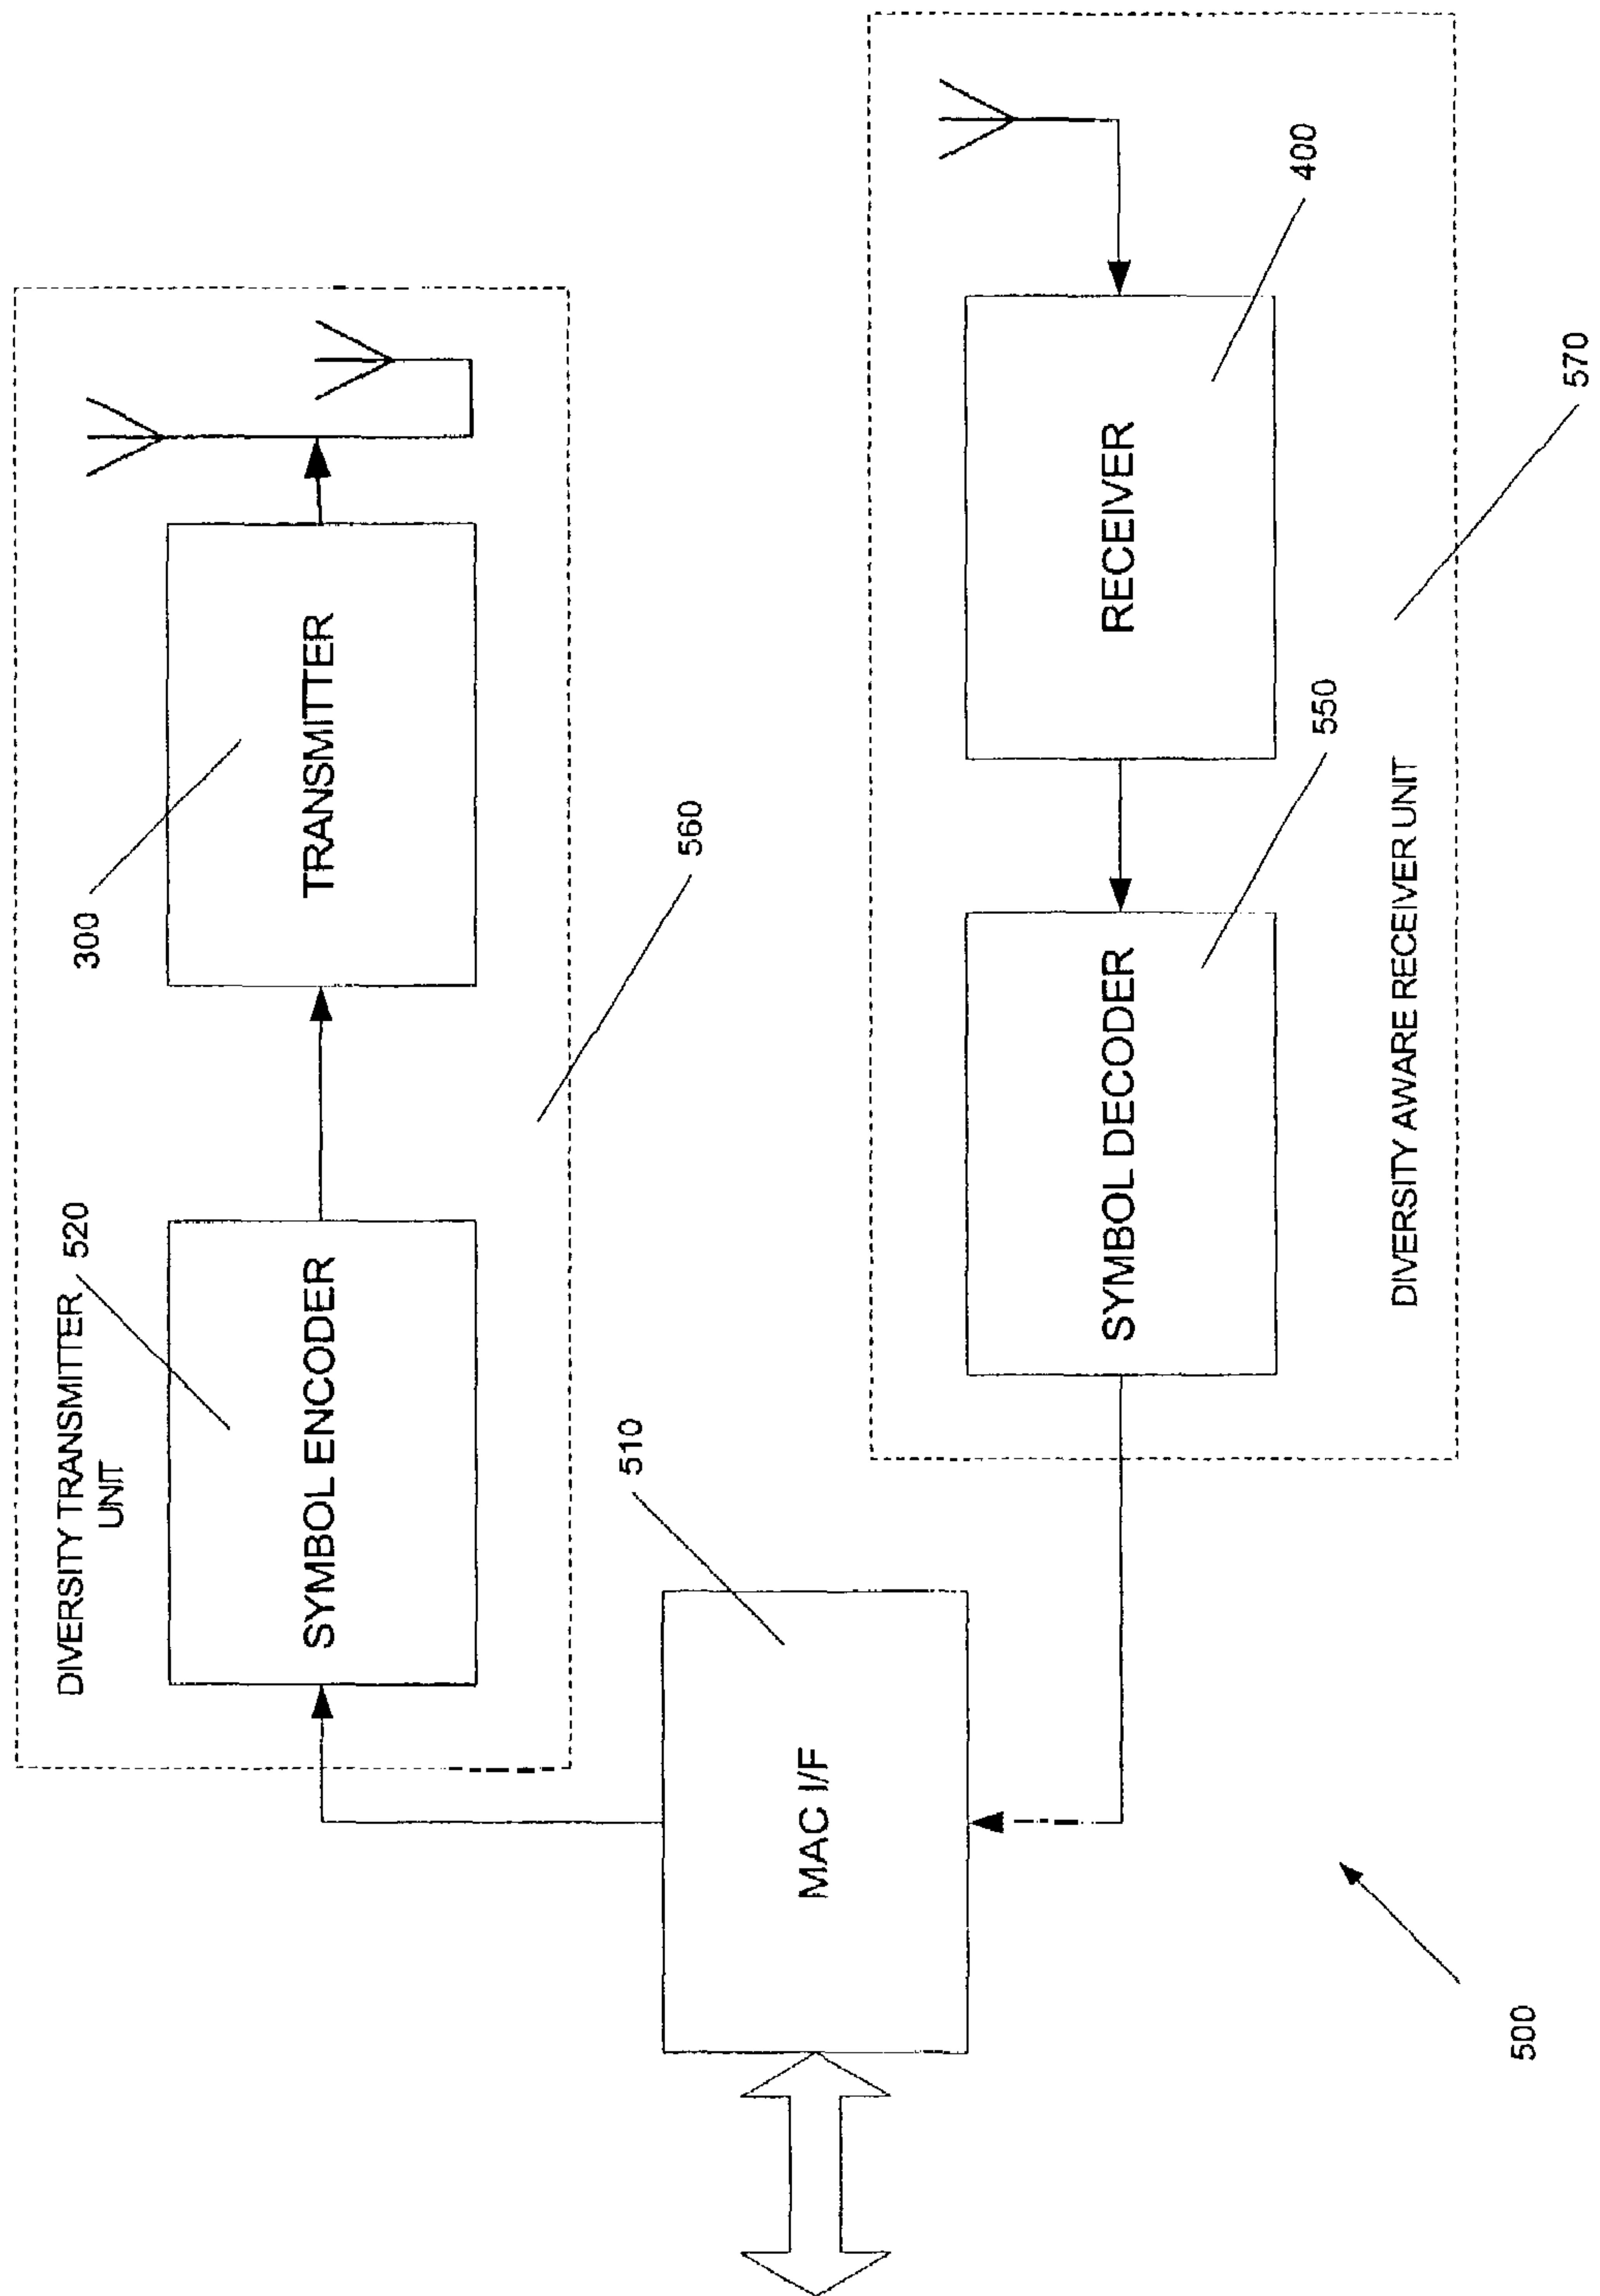 DIVERSITY TRANSMITTER
UNIT
520
SYMBOL ENCODER
300
TRANSMITTER
560
510
MAC I/F
SYMBOL DECODER
550
RECEIVER
400
DIVERSITY AWARE RECEIVER UNIT
570
500